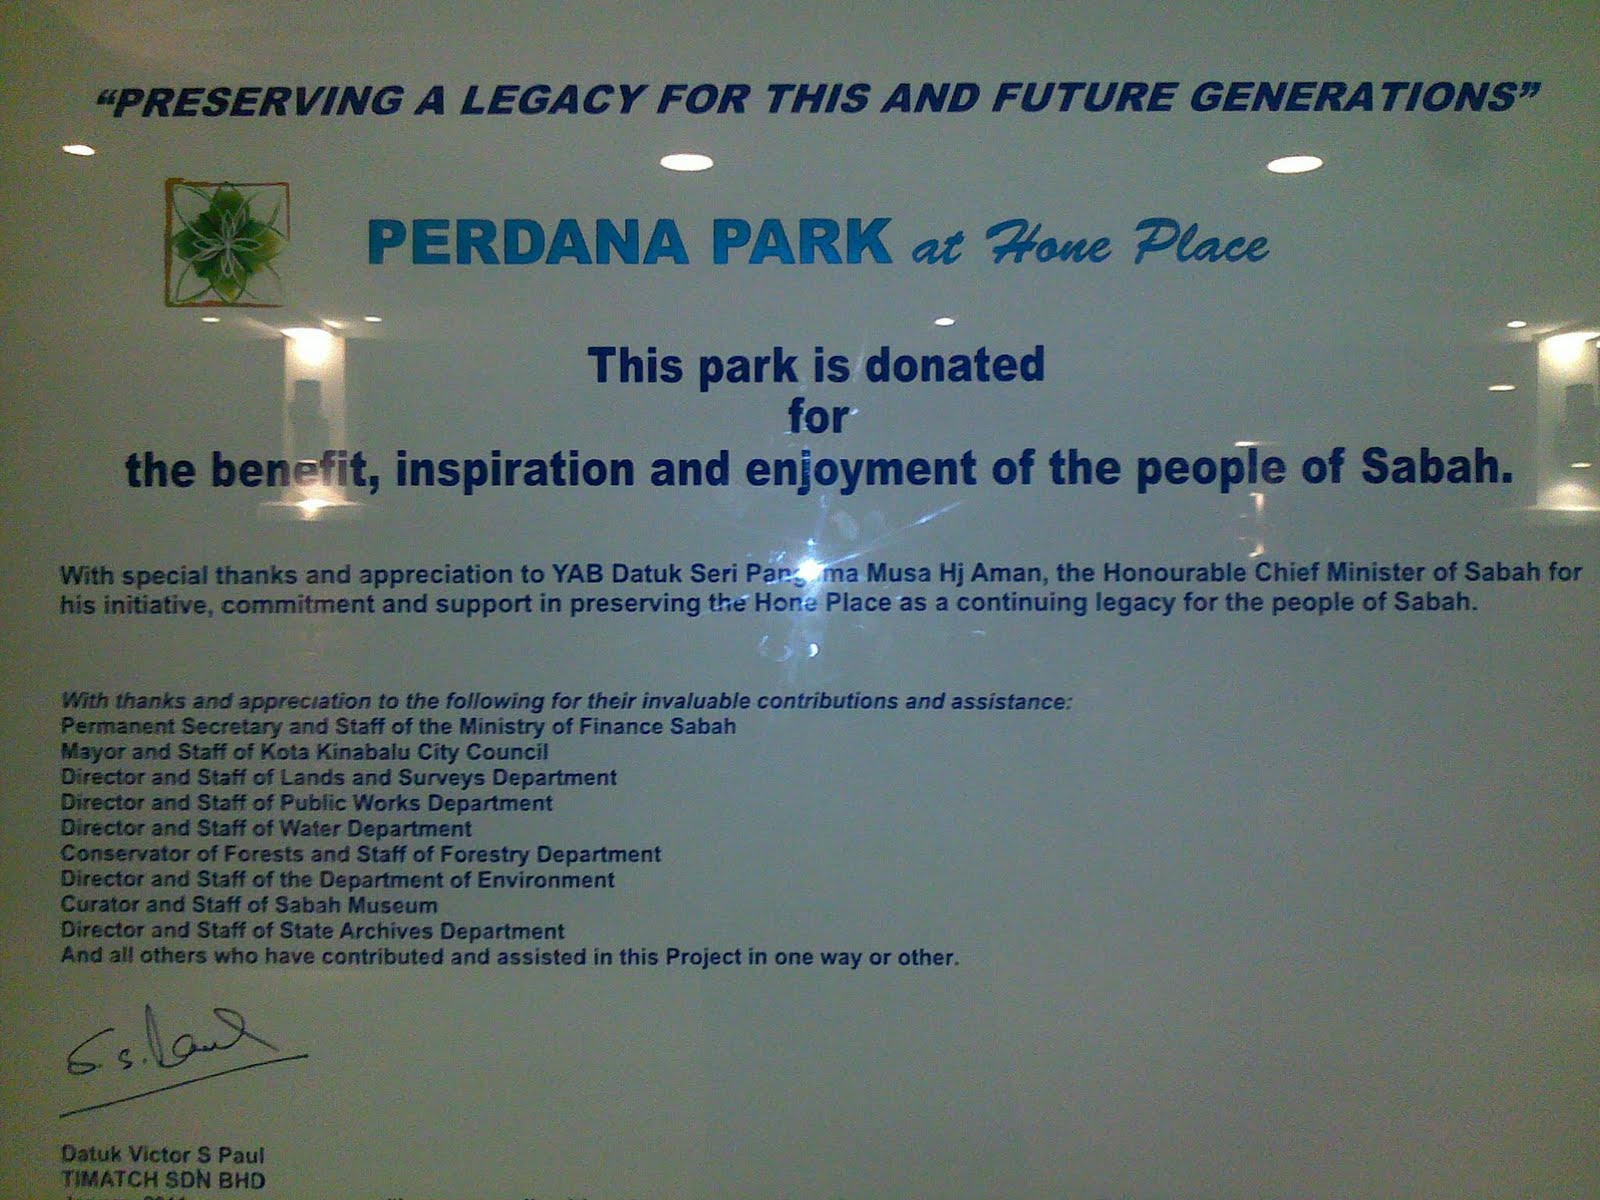 “PRESERVING A LEGACY FOR THIS AND FUTURE GENERATIONS”
PERDANA PARK at Hone Place
This park is donated
for
the benefit, inspiration and enjoyment of the people of Sabah.
With special thanks and appreciation to YAB Datuk Seri Musa Hj Aman, the Honourable Chief Minister of Sabah for
his initiative, commitment and support in preserving the Hone Place as a continuing legacy for the people of Sabah.
With thanks and appreciation to the following for their invaluable contributions and assistance:
Permanent Secretary and Staff of the Ministry of Finance Sabah
Mayor and Staff of Kota Kinabalu City Council
Director and Staff of Lands and Surveys Department
Director and Staff of Public Works Department
Director and Staff of Water Department
Conservator of Forests and Staff of Forestry Department
Director and Staff of the Department of Environment
Curator and Staff of Sabah Museum
Director and Staff of State Archives Department
And all others who have contributed and assisted in this Project in one way or other.
S.S. Paul
Datuk Victor S Paul
TIMATCH SDN BHD